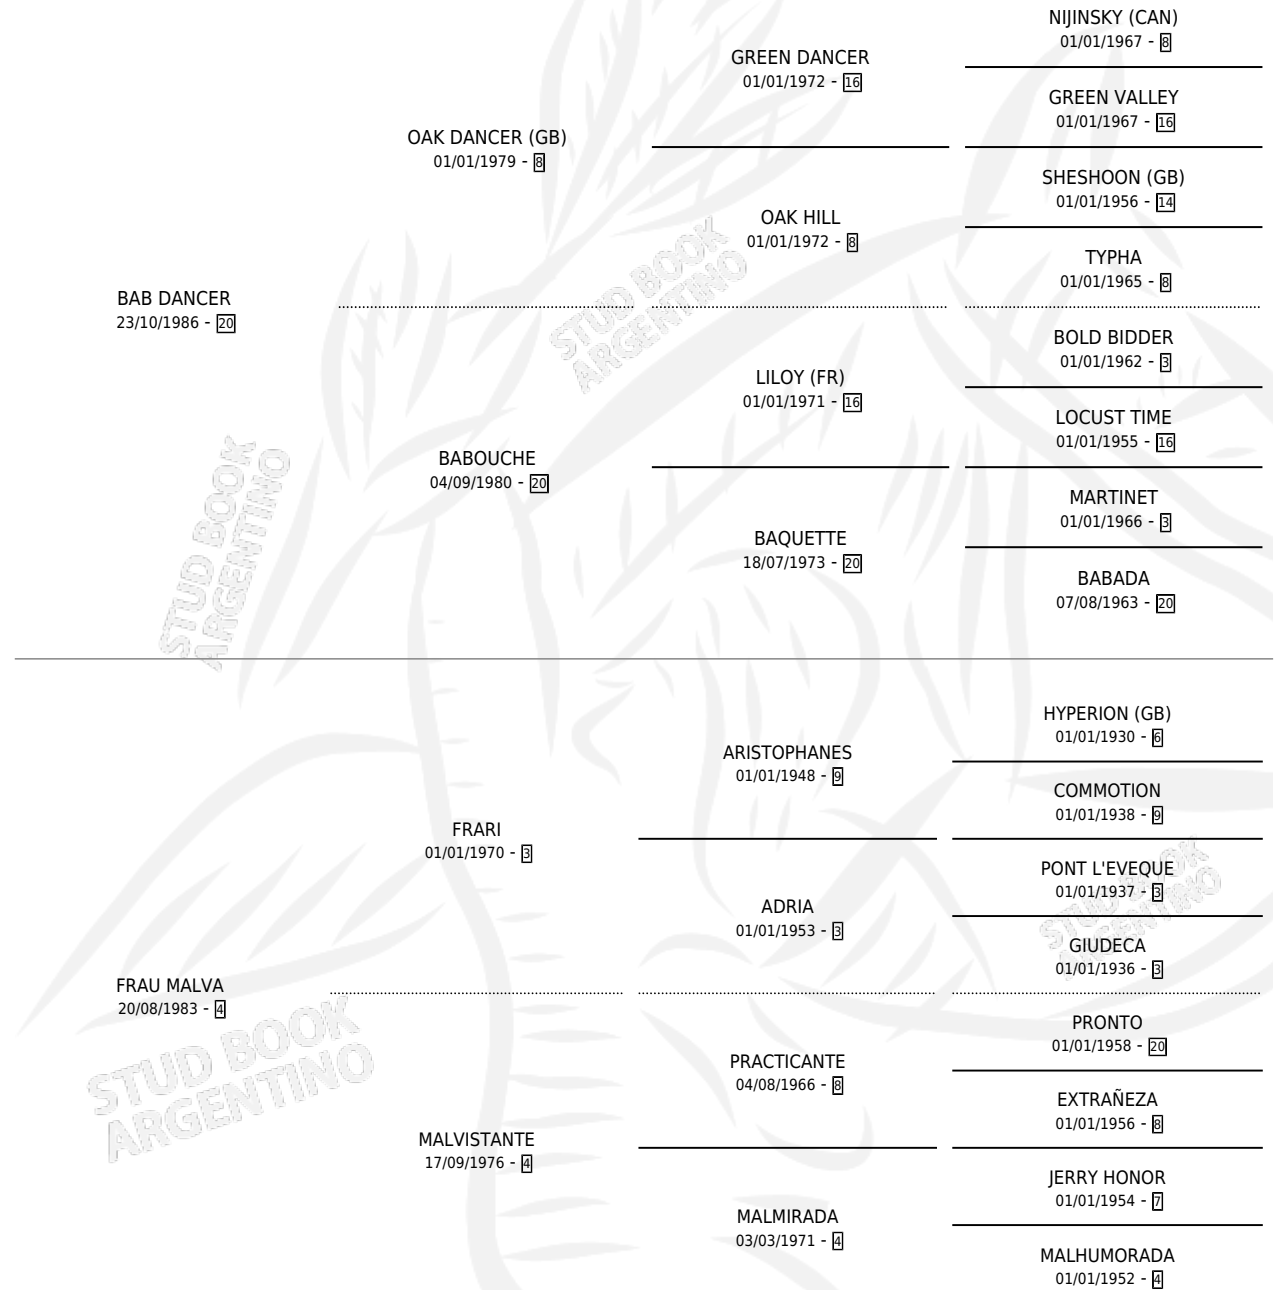 NIJINSKY (CAN)
01/01/1967 - 8
GREEN DANCER
01/01/1972 - 16
GREEN VALLEY
01/01/1967 - 16
OAK DANCER (GB)
01/01/1979 - 8
SHESHOON (GB)
01/01/1956 - 14
OAK HILL
01/01/1972 - 8
TYPHA
01/01/1965 - 8
BAB DANCER
23/10/1986 - 20
BOLD BIDDER
01/01/1962 - 3
LILOY (FR)
01/01/1971 - 16
LOCUST TIME
01/01/1955 - 16
BABOUCHE
04/09/1980 - 20
MARTINET
01/01/1966 - 3
BAQUETTE
18/07/1973 - 20
BABADA
07/08/1963 - 20
HYPERION (GB)
01/01/1930 - 6
ARISTOPHANES
01/01/1948 - 9
COMMOTION
01/01/1938 - 9
FRARI
01/01/1970 - 3
PONT L'EVEQUE
01/01/1937 - 3
ADRIA
01/01/1953 - 3
GIUDECA
01/01/1936 - 3
FRAU MALVA
20/08/1983 - 4
PRONTO
01/01/1958 - 20
PRACTICANTE
04/08/1966 - 8
EXTRAÑEZA
01/01/1956 - 8
MALVISTANTE
17/09/1976 - 4
JERRY HONOR
01/01/1954 - 7
MALMIRADA
03/03/1971 - 4
MALHUMORADA
01/01/1952 - 4
STUD BOOK
ARGENTINO
STUD BOOK
ARGENTINO
STUD BOOK
ARGENTINO
STUD BOOK
ARGENTINO